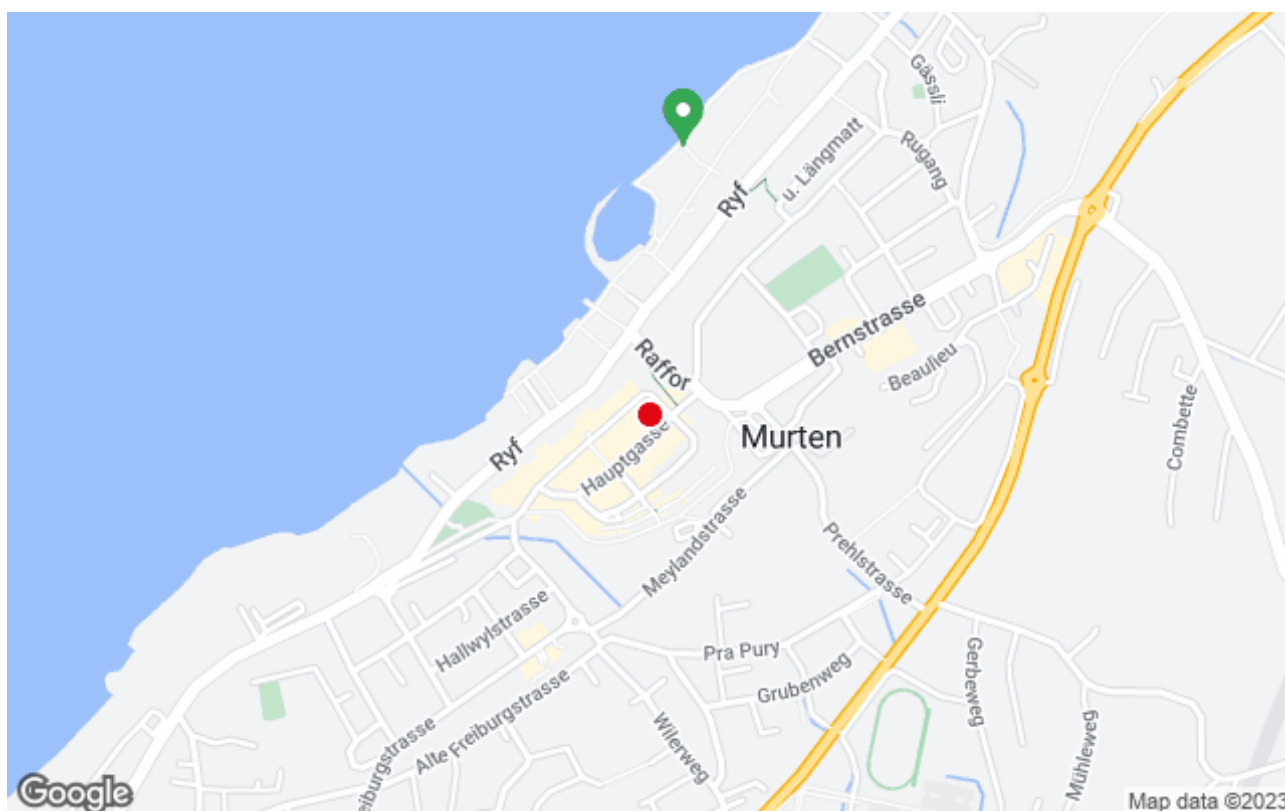 Gässli
u. Längmatt
Rugang
Ryf
Bernstrasse
Raffor
Beaulieu
Combette
Murten
Ryf
Hauptgasse
Meylandstrasse
Prehlstrasse
Hallwylstrasse
Pra Pury
Grubenweg
Gerbeweg
Mühleweg
Wilerweg
Alte Freiburgstrasse
eiburgstrasse
Google
Map data ©2023